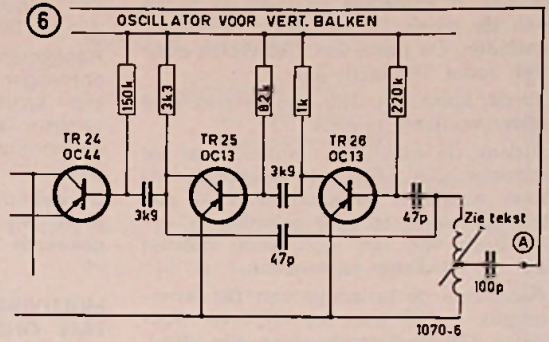 6
OSCILLATOR VOOR VERT. BALKEN
150k
3k3
82k
1k
220k
TR 24
OC44
TR 25
OC13
TR 26
OC13
3k9
3k9
47p
47p
Zie tekst
A
100p
1070-6